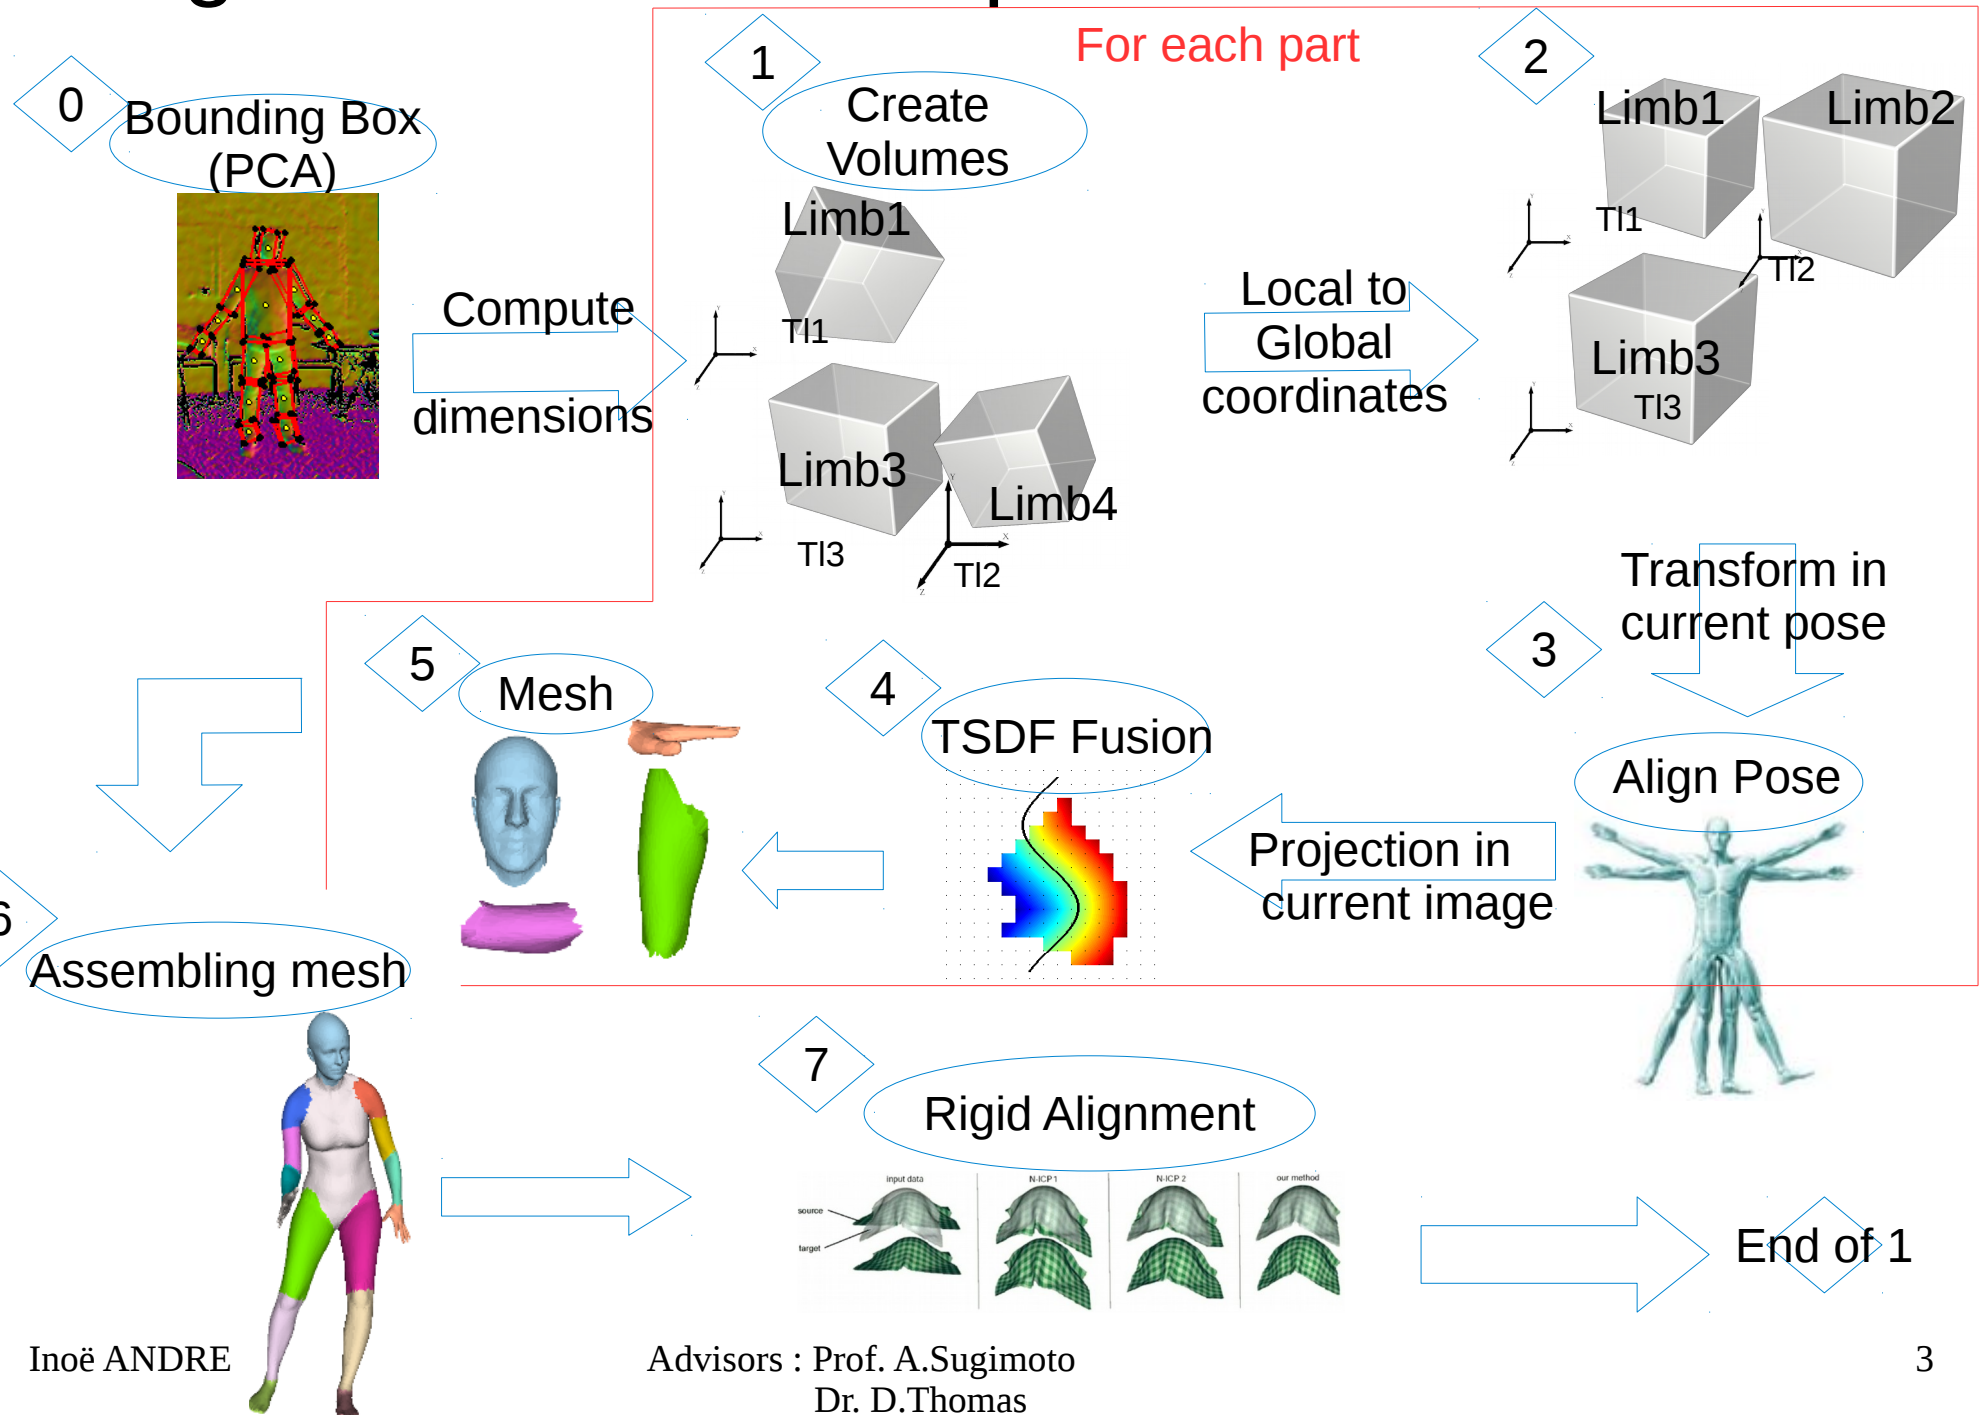 For each part
0
Bounding Box
(PCA)
Compute
dimensions
1
Create
Volumes
Limb1
Tl1
Limb3
Tl3
Limb4
Tl2
Local to
Global
coordinates
2
Limb1
Limb2
Tl1
Tl2
Limb3
Tl3
Transform in
current pose
3
Align Pose
Projection in
current image
4
TSDF Fusion
5
Mesh
6
Assembling mesh
7
Rigid Alignment
input data
N-ICP 1
N-ICP 2
our method
source
target
End of 1
Inoë ANDRE
Advisors : Prof. A.Sugimoto
Dr. D.Thomas
3